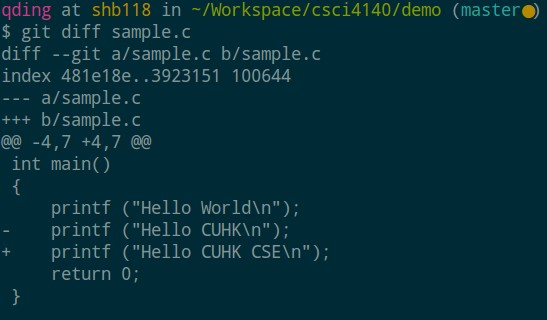 qding at shb118 in ~/Workspace/csci4140/demo (master●)
$ git diff sample.c
diff --git a/sample.c b/sample.c
index 481e18e..3923151 100644
--- a/sample.c
+++ b/sample.c
@@ -4,7 +4,7 @@
 int main()
 {
     printf ("Hello World\n");
-    printf ("Hello CUHK\n");
+    printf ("Hello CUHK CSE\n");
     return 0;
 }